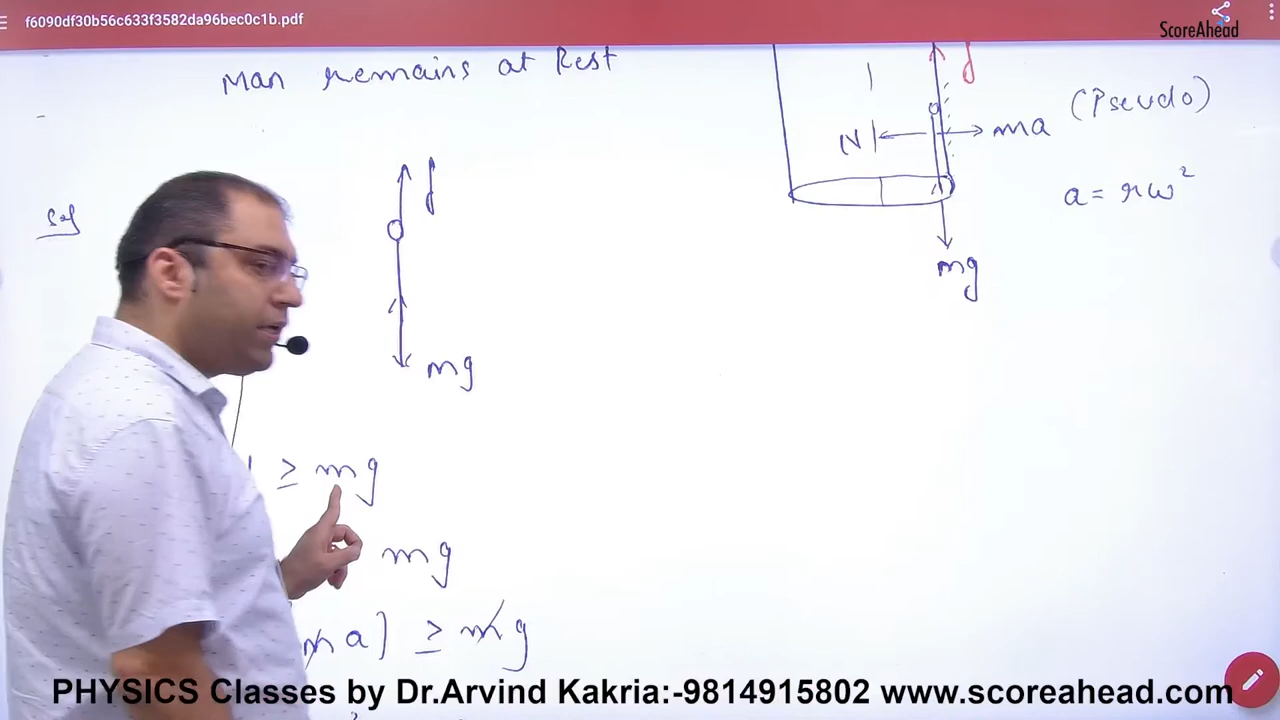 f6090df30b56c633f3582da96bec0c1b.pdf
ScoreAhead
Man remains at Rest
f
N
ma (Pseudo)
a = rω²
mg
Sol
f
mg
≥ mg
mg
ma] ≥ mg
PHYSICS Classes by Dr.Arvind Kakria:-9814915802 www.scoreahead.com